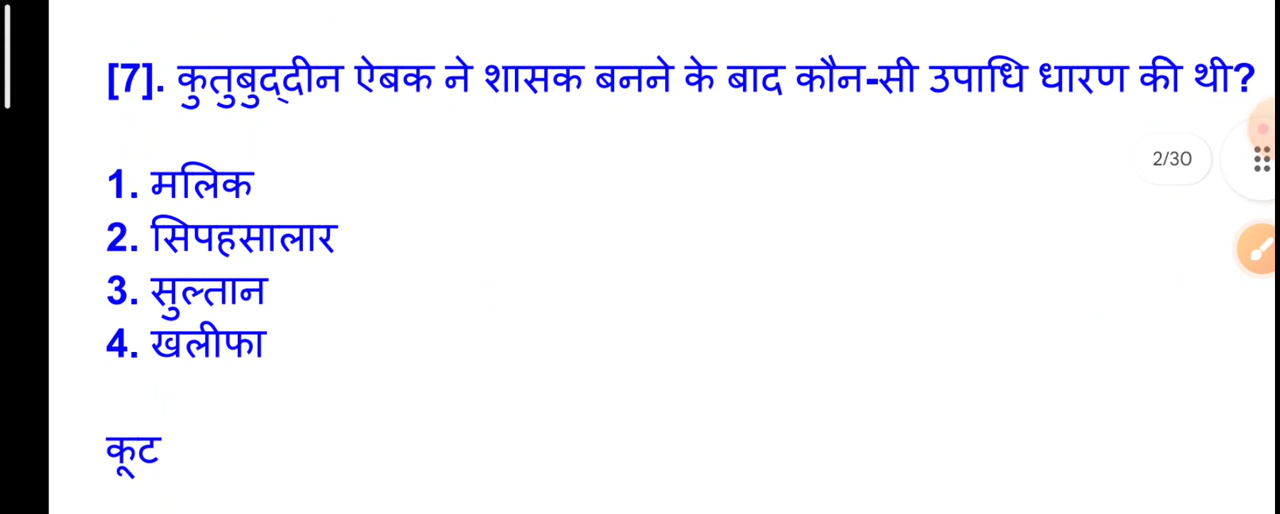 [7]. कुतुबुद्दीन ऐबक ने शासक बनने के बाद कौन-सी उपाधि धारण की थी?
2/30
1. मलिक
2. सिपहसालार
3. सुल्तान
4. खलीफा
कूट